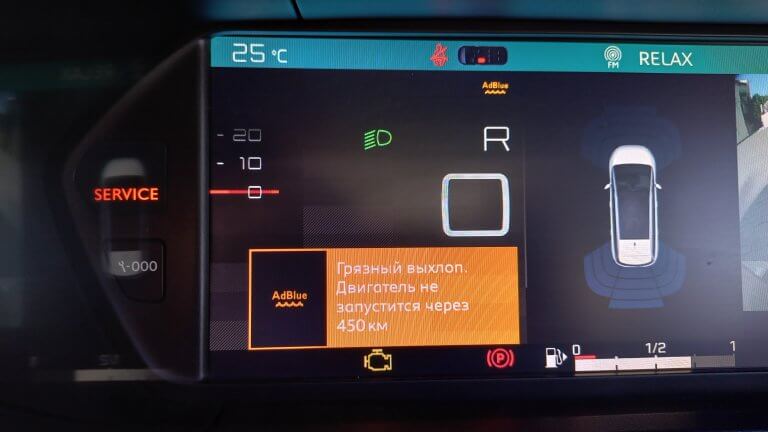 25 °C
FM
RELAX
AdBlue
- 20
R
- 10
0
SERVICE
-000
Грязный выхлоп.
Двигатель не
запустится через
450 км
AdBlue
P
0 1/2 1